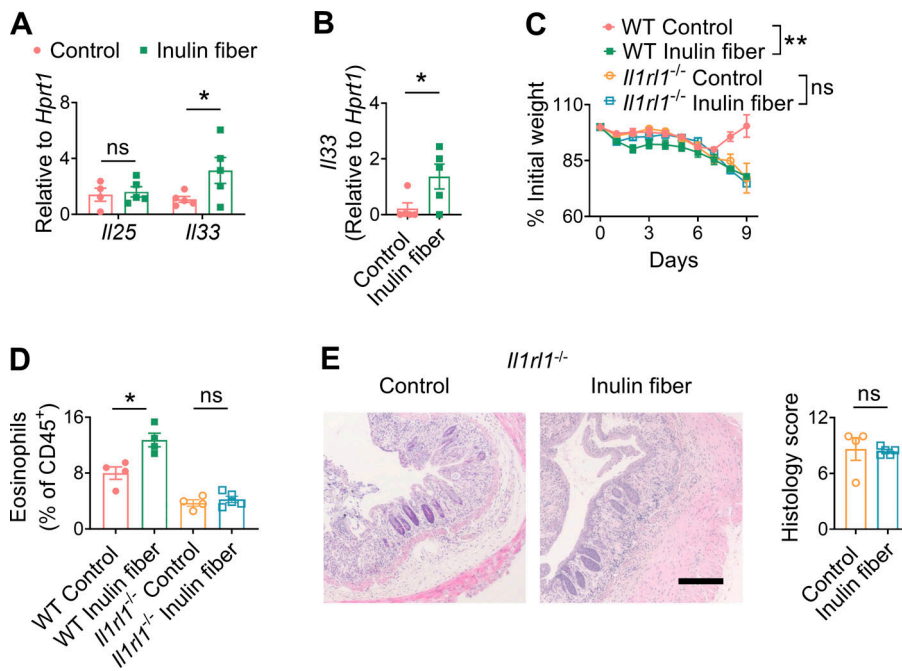 A
Control Inulin fiber
Relative to Hprt1
8
4
0
ns
*
Il25 Il33
B
Il33
(Relative to Hprt1)
4
2
0
*
Control
Inulin fiber
C
WT Control
WT Inulin fiber
**
Il1rl1-/- Control
Il1rl1-/- Inulin fiber
ns
% Initial weight
110
85
60
0 3 6 9
Days
D
Eosinophils
(% of CD45+)
16
8
0
*
ns
WT Control
WT Inulin fiber
Il1rl1-/- Control
Il1rl1-/- Inulin fiber
E
Il1rl1-/-
Control Inulin fiber
Histology score
12
6
0
ns
Control
Inulin fiber